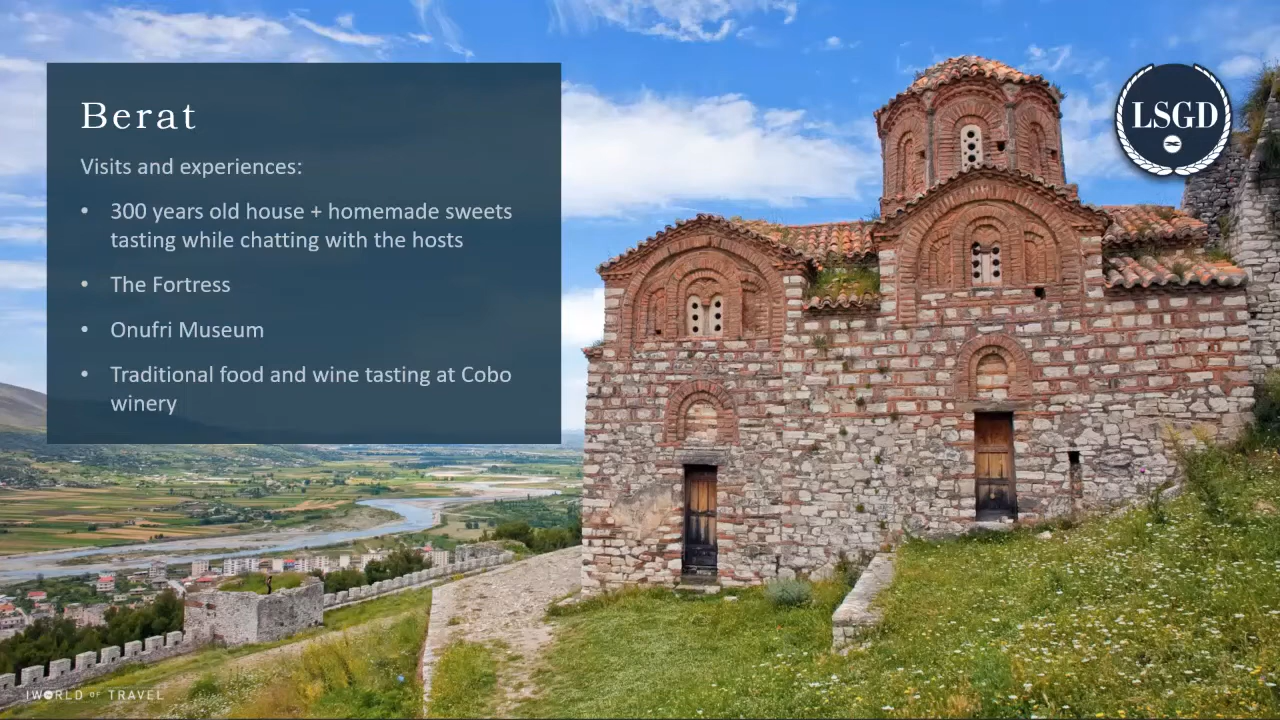 Berat
Visits and experiences:
• 300 years old house + homemade sweets
tasting while chatting with the hosts
• The Fortress
• Onufri Museum
• Traditional food and wine tasting at Cobo
winery
LSGD
IWORLD OF TRAVEL